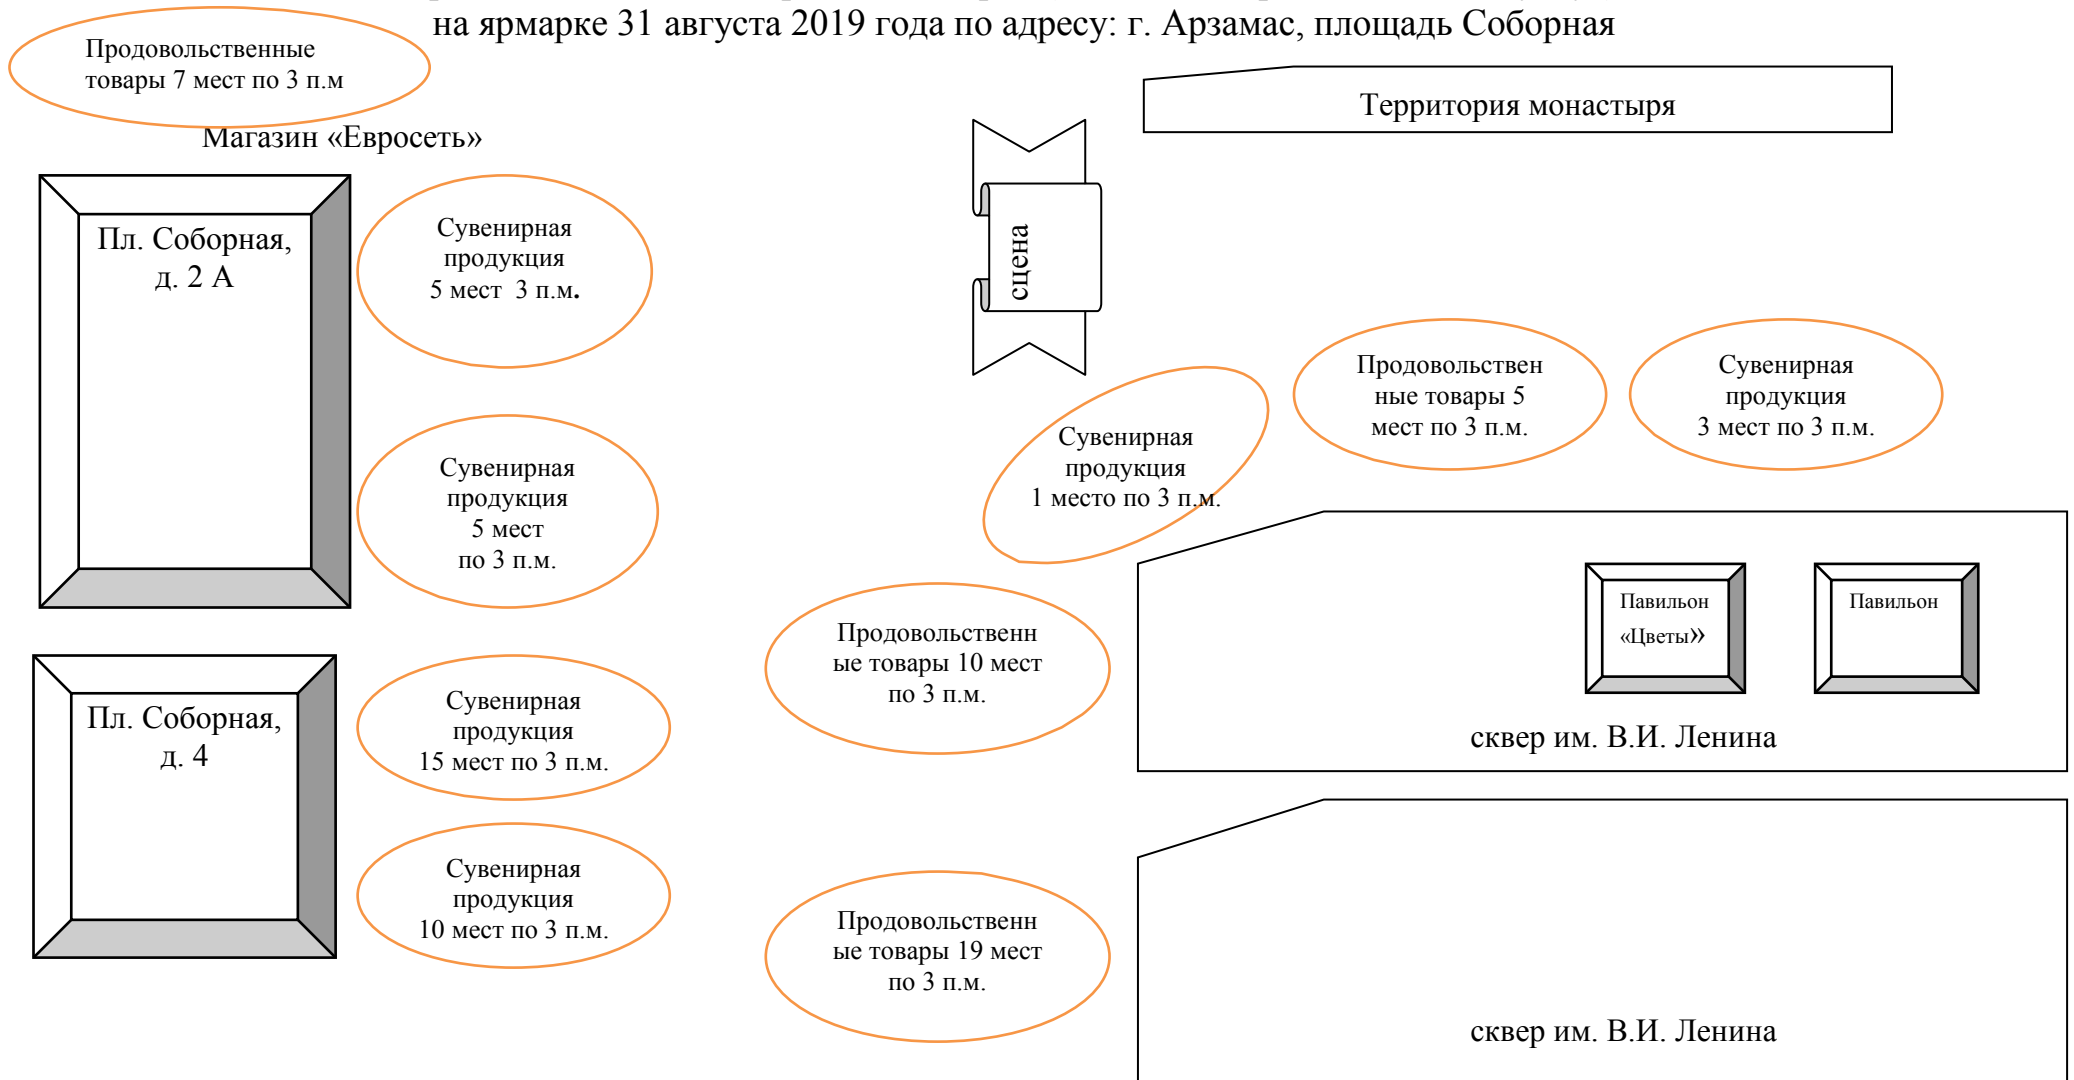 на ярмарке 31 августа 2019 года по адресу: г. Арзамас, площадь Соборная
Продовольственные
товары 7 мест по 3 п.м
Магазин «Евросеть»
Территория монастыря
Пл. Соборная,
д. 2 А
Сувенирная
продукция
5 мест 3 п.м.
сцена
Продовольствен
ные товары 5
мест по 3 п.м.
Сувенирная
продукция
3 мест по 3 п.м.
Сувенирная
продукция
1 место по 3 п.м.
Сувенирная
продукция
5 мест
по 3 п.м.
Павильон
«Цветы»
Павильон
Продовольственн
ые товары 10 мест
по 3 п.м.
Пл. Соборная,
д. 4
Сувенирная
продукция
15 мест по 3 п.м.
сквер им. В.И. Ленина
Сувенирная
продукция
10 мест по 3 п.м.
Продовольственн
ые товары 19 мест
по 3 п.м.
сквер им. В.И. Ленина